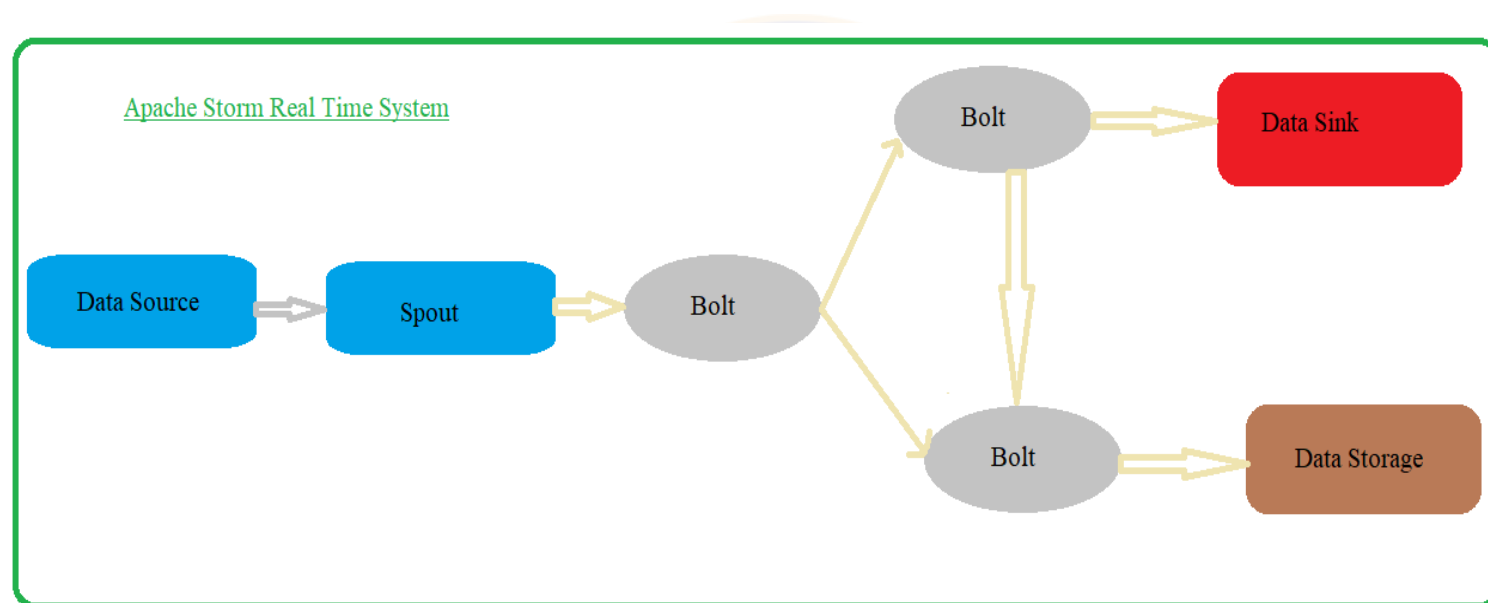 Apache Storm Real Time System
Bolt
Data Sink
Data Source
Spout
Bolt
Bolt
Data Storage